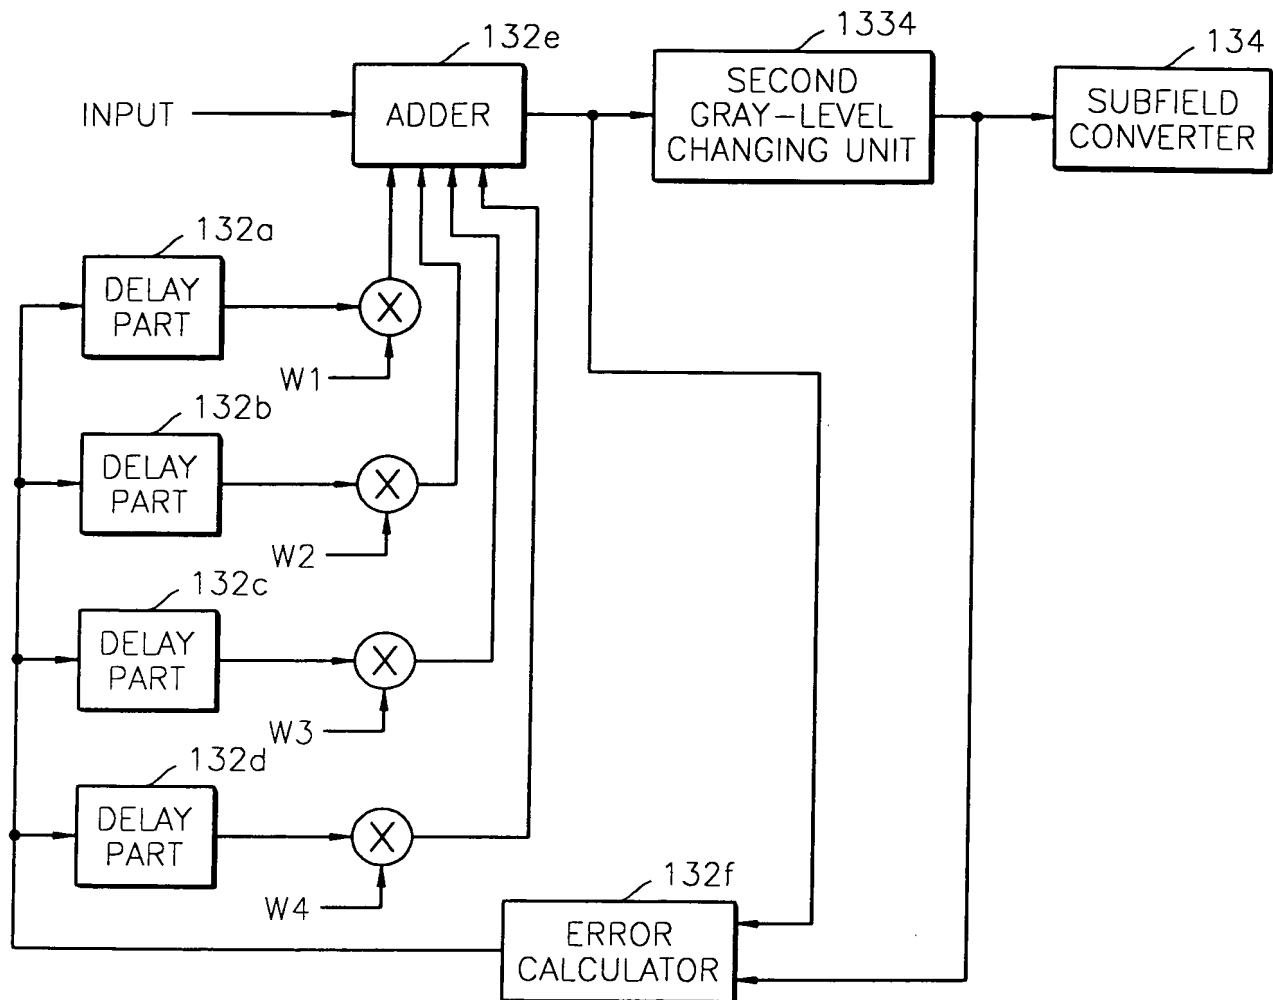 132e
1334
134
INPUT
ADDER
SECOND
GRAY-LEVEL
CHANGING UNIT
SUBFIELD
CONVERTER
132a
DELAY
PART
X
W1
132b
DELAY
PART
X
W2
132c
DELAY
PART
X
W3
132d
DELAY
PART
X
W4
132f
ERROR
CALCULATOR